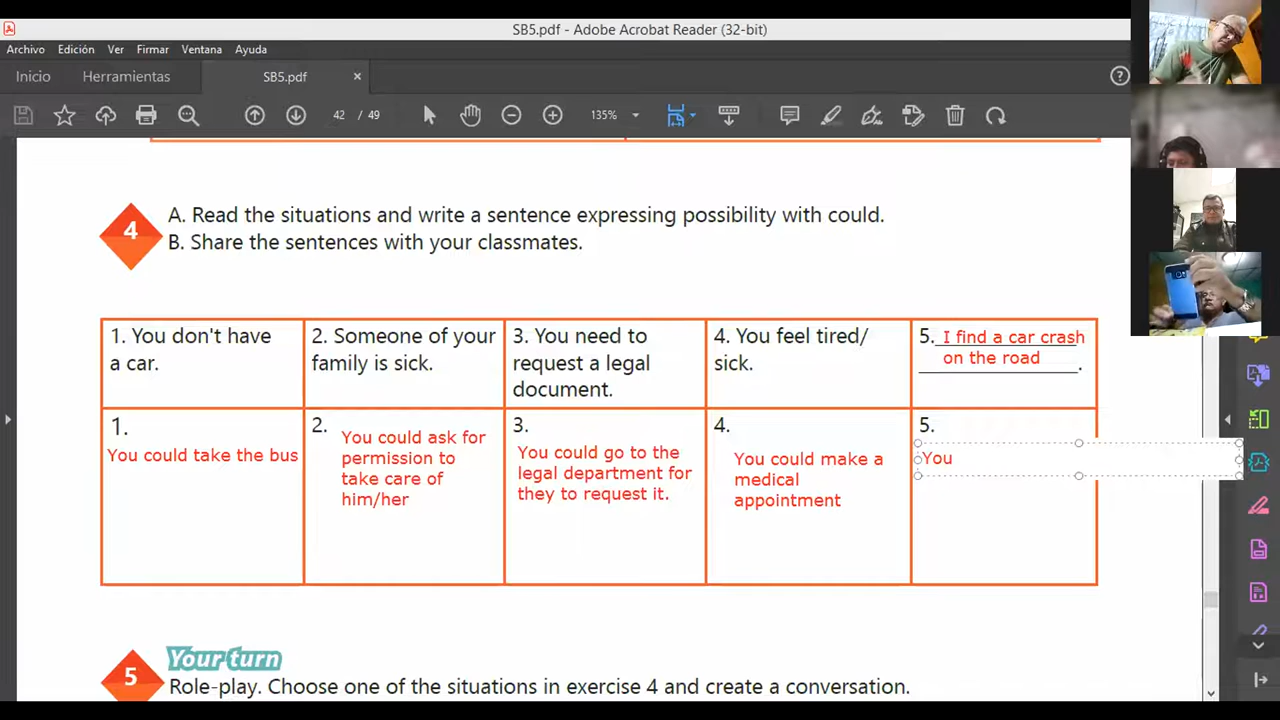 SB5.pdf - Adobe Acrobat Reader (32-bit)
Archivo Edición Ver Firmar Ventana Ayuda
Inicio Herramientas SB5.pdf ×
42 / 49 135%
4
A. Read the situations and write a sentence expressing possibility with could.
B. Share the sentences with your classmates.
1. You don't have
a car.
2. Someone of your
family is sick.
3. You need to
request a legal
document.
4. You feel tired/
sick.
5. I find a car crash
on the road
.
1.
You could take the bus
2.
You could ask for
permission to
take care of
him/her
3.
You could go to the
legal department for
they to request it.
4.
You could make a
medical
appointment
5.
You
5
Your turn
Role-play. Choose one of the situations in exercise 4 and create a conversation.